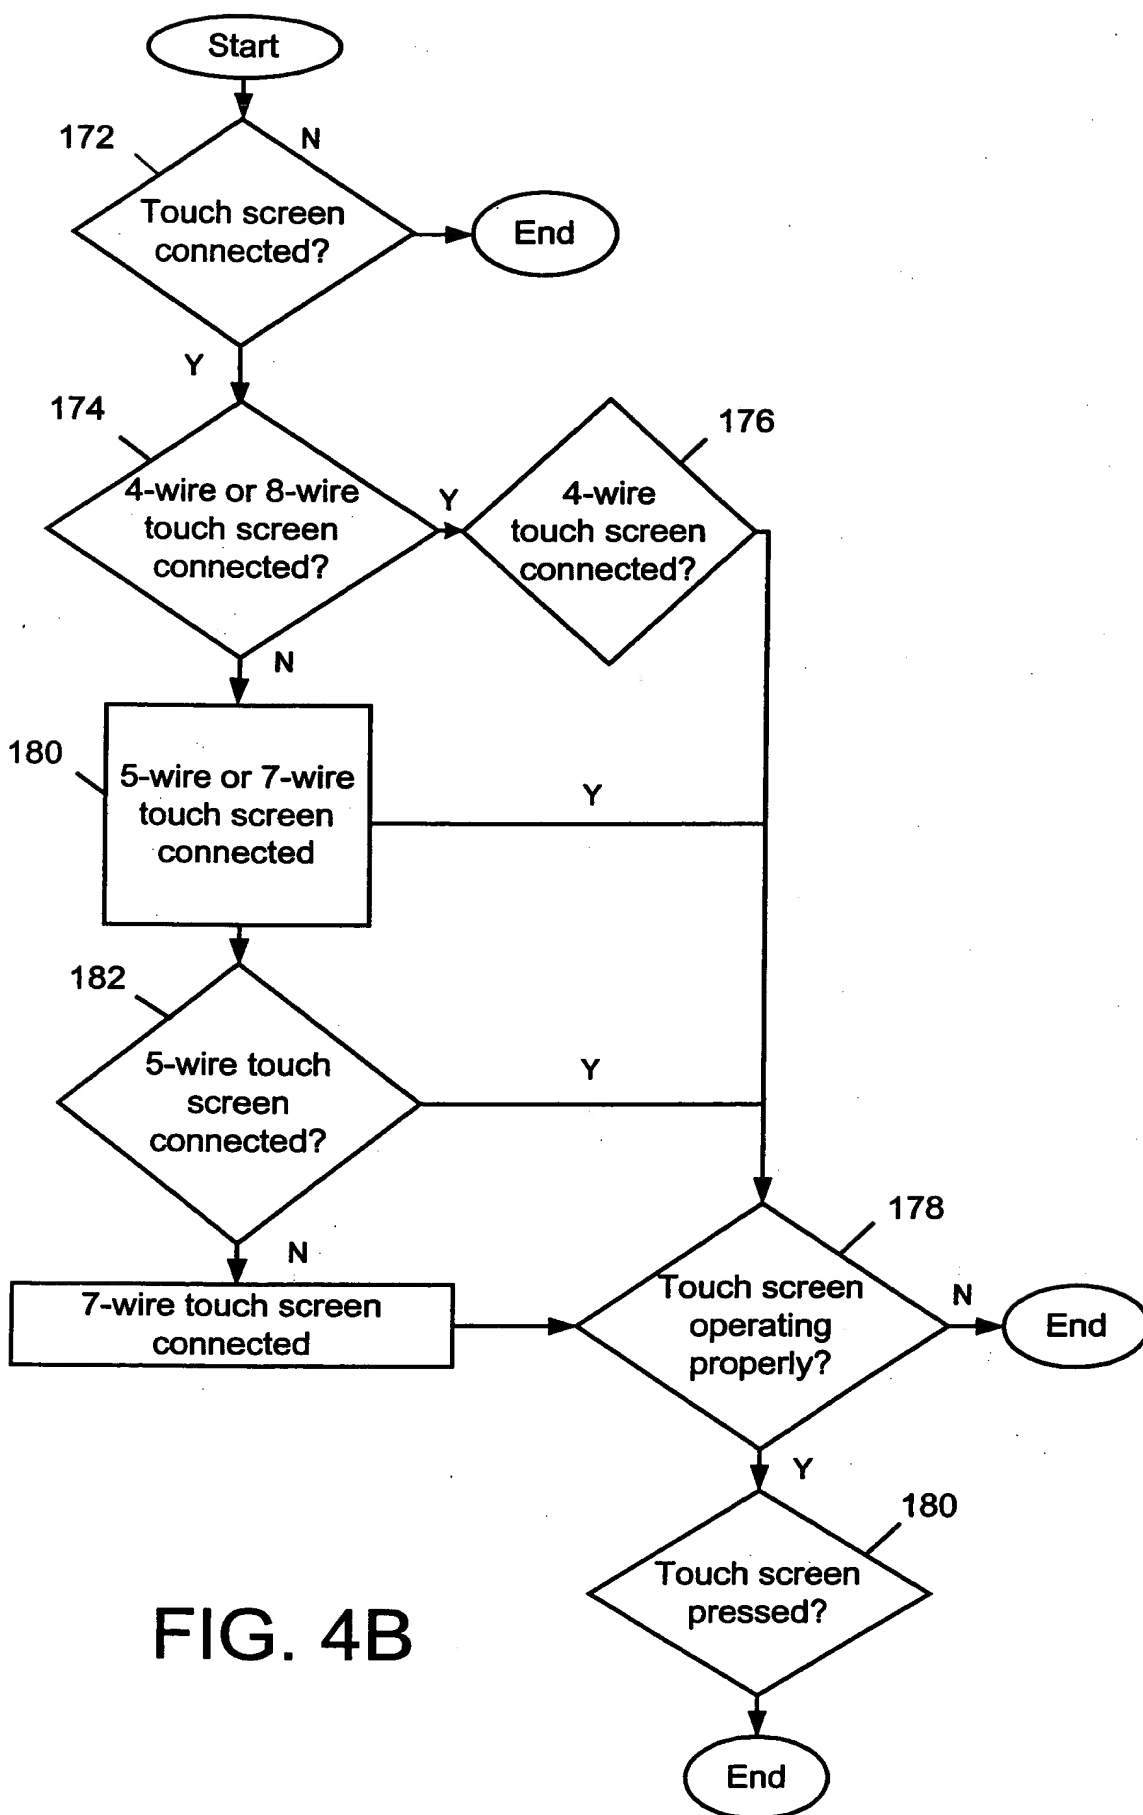 Start
172
N
Touch screen
connected?
End
Y
174
176
4-wire or 8-wire
touch screen
connected?
Y
4-wire
touch screen
connected?
N
180
5-wire or 7-wire
touch screen
connected
Y
182
5-wire touch
screen
connected?
Y
N
178
7-wire touch screen
connected
Touch screen
operating
properly?
N
End
Y
180
Touch screen
pressed?
FIG. 4B
End